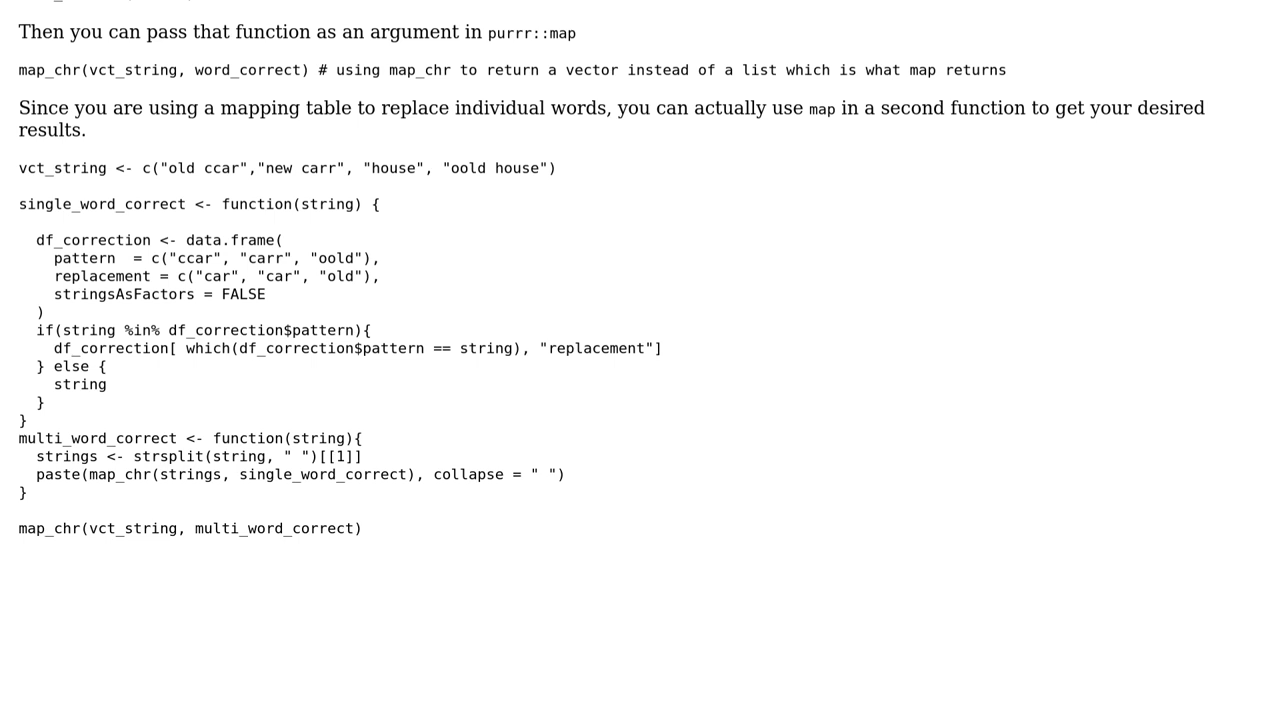 Then you can pass that function as an argument in purrr::map
map_chr(vct_string, word_correct) # using map_chr to return a vector instead of a list which is what map returns
Since you are using a mapping table to replace individual words, you can actually use map in a second function to get your desired
results.
vct_string <- c("old ccar","new carr", "house", "oold house")
single_word_correct <- function(string) {
  df_correction <- data.frame(
    pattern  = c("ccar", "carr", "oold"),
    replacement = c("car", "car", "old"),
    stringsAsFactors = FALSE
  )
  if(string %in% df_correction$pattern){
    df_correction[ which(df_correction$pattern == string), "replacement"]
  } else {
    string
  }
}
multi_word_correct <- function(string){
  strings <- strsplit(string, " ")[[1]]
  paste(map_chr(strings, single_word_correct), collapse = " ")
}
map_chr(vct_string, multi_word_correct)